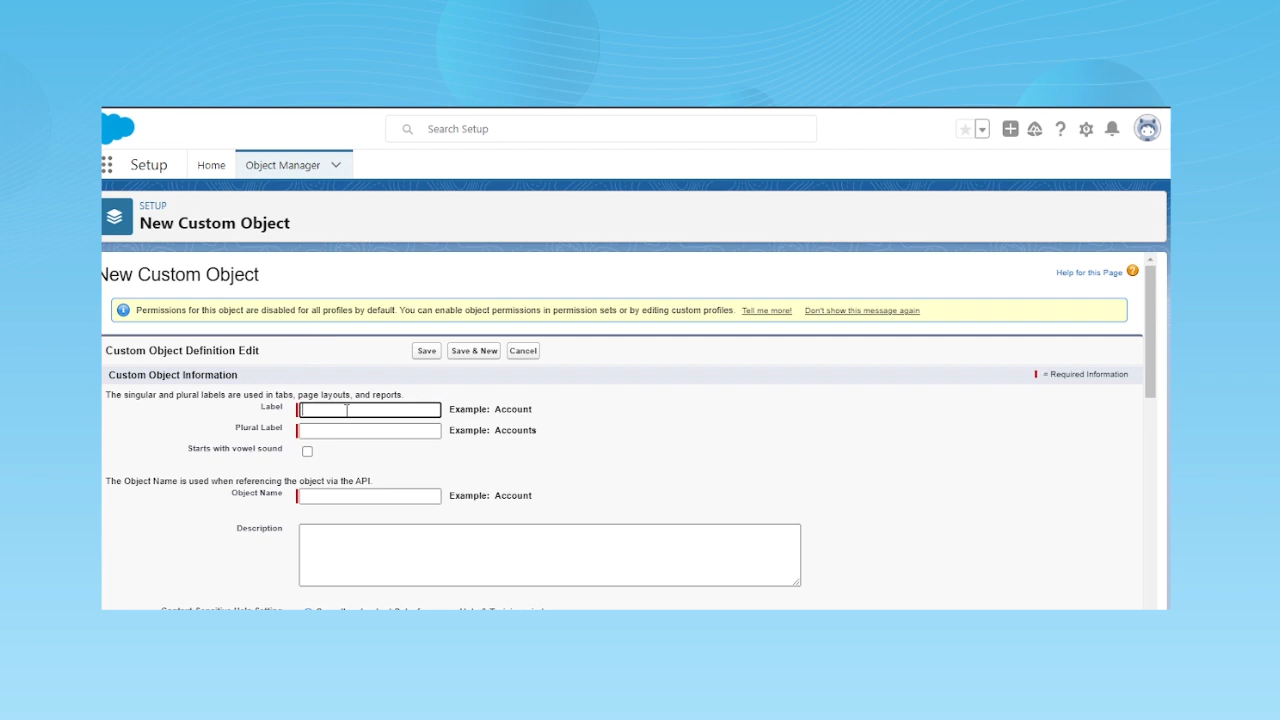 Search Setup
Setup Home Object Manager
SETUP
New Custom Object
New Custom Object
Help for this Page
Permissions for this object are disabled for all profiles by default. You can enable object permissions in permission sets or by editing custom profiles. Tell me more! Don't show this message again
Custom Object Definition Edit Save Save & New Cancel
Custom Object Information = Required Information
The singular and plural labels are used in tabs, page layouts, and reports.
Label Example: Account
Plural Label Example: Accounts
Starts with vowel sound
The Object Name is used when referencing the object via the API.
Object Name Example: Account
Description